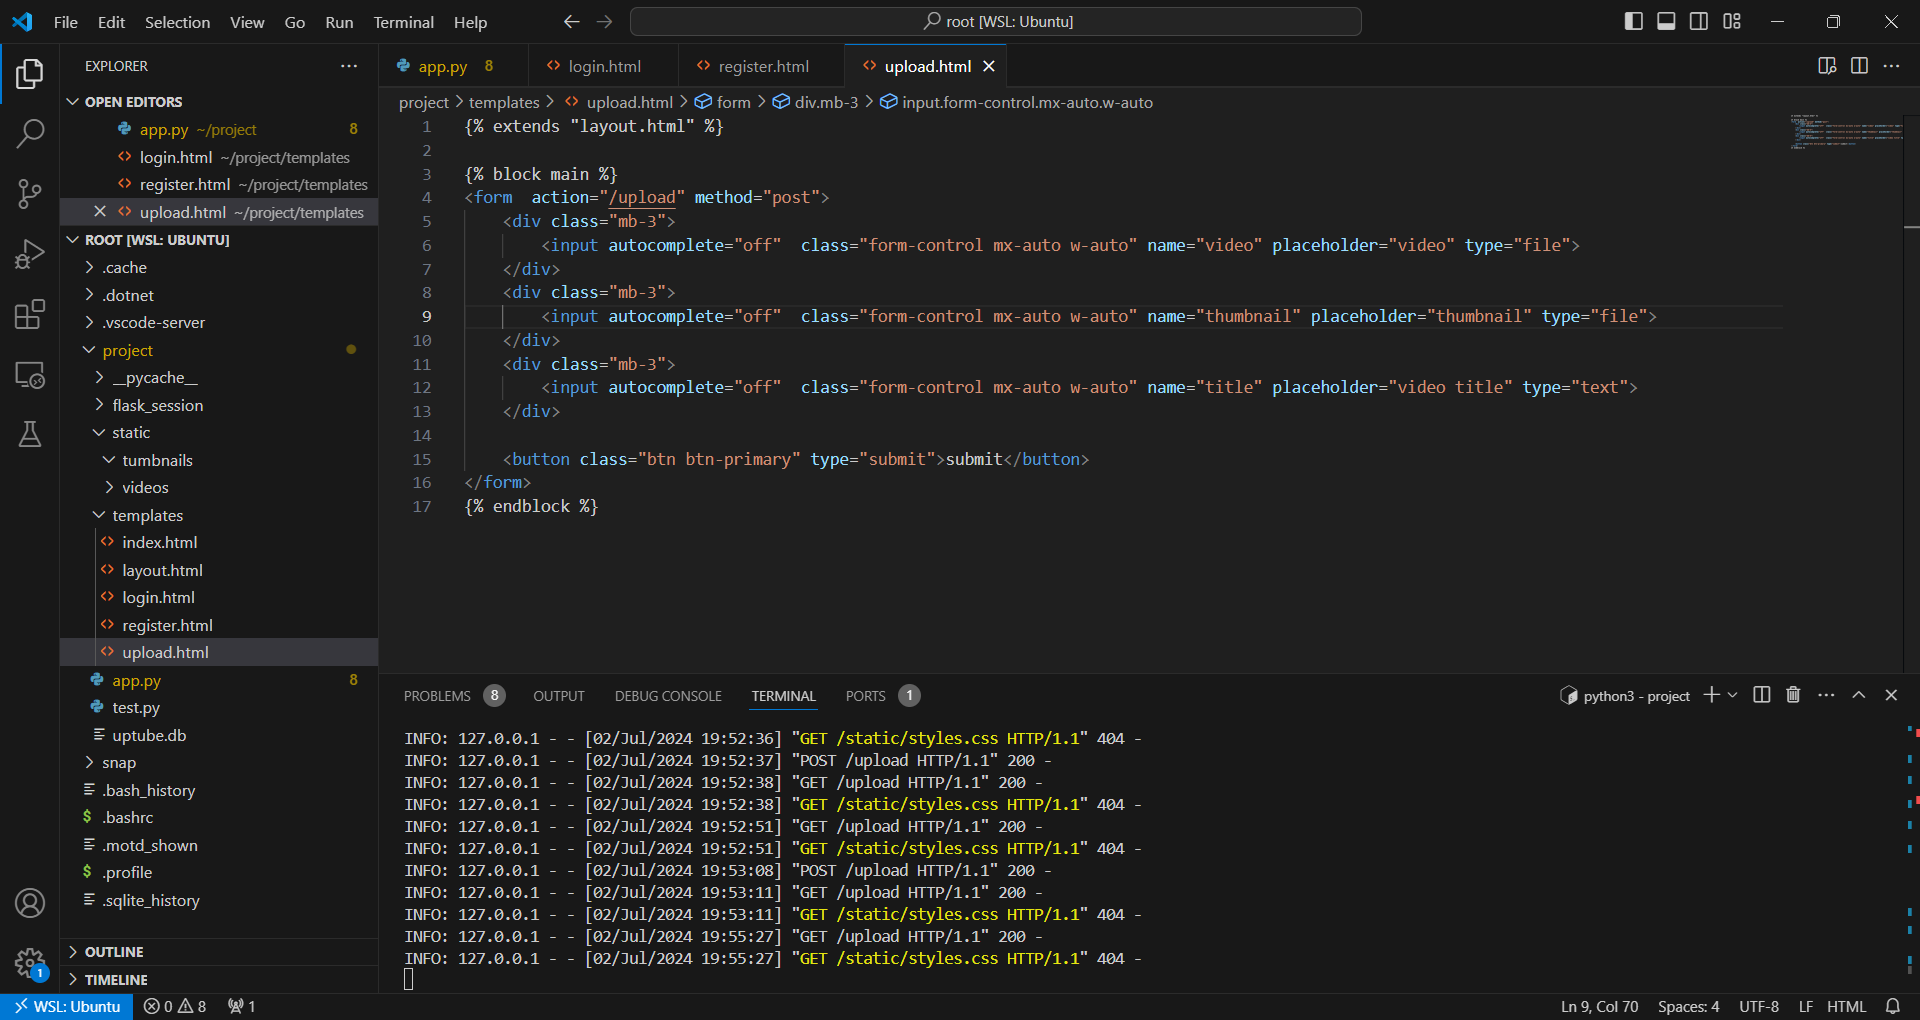 File Edit Selection View Go Run Terminal Help
root [WSL: Ubuntu]
EXPLORER
OPEN EDITORS
app.py ~/project 8
login.html ~/project/templates
register.html ~/project/templates
upload.html ~/project/templates
ROOT [WSL: UBUNTU]
.cache
.dotnet
.vscode-server
project
__pycache__
flask_session
static
tumbnails
videos
templates
index.html
layout.html
login.html
register.html
upload.html
app.py 8
test.py
uptube.db
snap
.bash_history
.bashrc
.motd_shown
.profile
.sqlite_history
OUTLINE
TIMELINE
app.py 8 login.html register.html upload.html
project > templates > upload.html > form > div.mb-3 > input.form-control.mx-auto.w-auto
1 {% extends "layout.html" %}
2
3 {% block main %}
4 <form  action="/upload" method="post">
5     <div class="mb-3">
6         <input autocomplete="off"  class="form-control mx-auto w-auto" name="video" placeholder="video" type="file">
7     </div>
8     <div class="mb-3">
9         <input autocomplete="off"  class="form-control mx-auto w-auto" name="thumbnail" placeholder="thumbnail" type="file">
10     </div>
11     <div class="mb-3">
12         <input autocomplete="off"  class="form-control mx-auto w-auto" name="title" placeholder="video title" type="text">
13     </div>
14
15     <button class="btn btn-primary" type="submit">submit</button>
16 </form>
17 {% endblock %}
PROBLEMS 8 OUTPUT DEBUG CONSOLE TERMINAL PORTS 1
python3 - project
INFO: 127.0.0.1 - - [02/Jul/2024 19:52:36] "GET /static/styles.css HTTP/1.1" 404 -
INFO: 127.0.0.1 - - [02/Jul/2024 19:52:37] "POST /upload HTTP/1.1" 200 -
INFO: 127.0.0.1 - - [02/Jul/2024 19:52:38] "GET /upload HTTP/1.1" 200 -
INFO: 127.0.0.1 - - [02/Jul/2024 19:52:38] "GET /static/styles.css HTTP/1.1" 404 -
INFO: 127.0.0.1 - - [02/Jul/2024 19:52:51] "GET /upload HTTP/1.1" 200 -
INFO: 127.0.0.1 - - [02/Jul/2024 19:52:51] "GET /static/styles.css HTTP/1.1" 404 -
INFO: 127.0.0.1 - - [02/Jul/2024 19:53:08] "POST /upload HTTP/1.1" 200 -
INFO: 127.0.0.1 - - [02/Jul/2024 19:53:11] "GET /upload HTTP/1.1" 200 -
INFO: 127.0.0.1 - - [02/Jul/2024 19:53:11] "GET /static/styles.css HTTP/1.1" 404 -
INFO: 127.0.0.1 - - [02/Jul/2024 19:55:27] "GET /upload HTTP/1.1" 200 -
INFO: 127.0.0.1 - - [02/Jul/2024 19:55:27] "GET /static/styles.css HTTP/1.1" 404 -
1
WSL: Ubuntu 0 8 1
Ln 9, Col 70 Spaces: 4 UTF-8 LF HTML